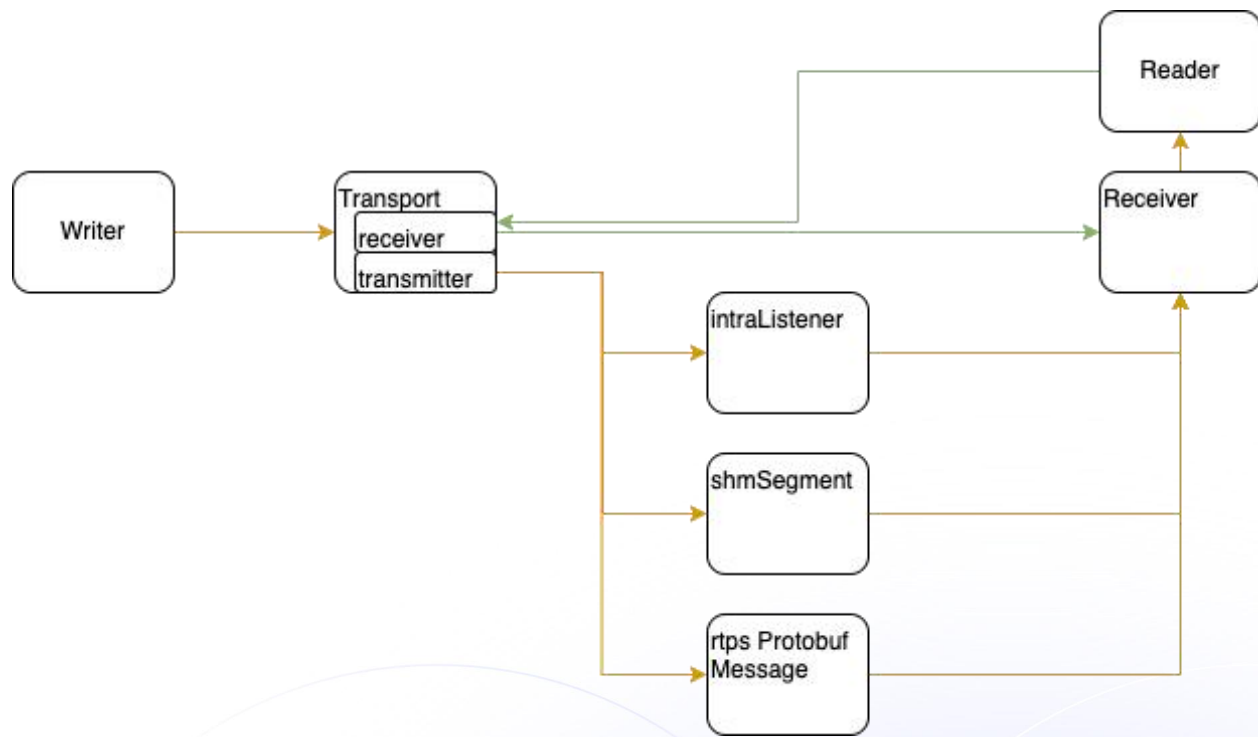 Reader
Writer
Transport
receiver
transmitter
Receiver
intraListener
shmSegment
rtps Protobuf
Message